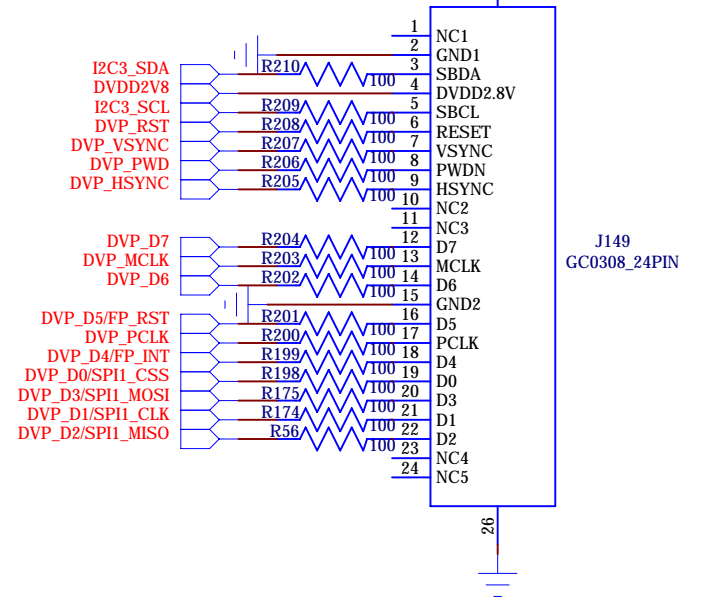 1 NC1
2 GND1
I2C3_SDA R210 100 3 SBDA
DVDD2V8 4 DVDD2.8V
I2C3_SCL R209 100 5 SBCL
DVP_RST R208 100 6 RESET
DVP_VSYNC R207 100 7 VSYNC
DVP_PWD R206 100 8 PWDN
DVP_HSYNC R205 100 9 HSYNC
10 NC2
11 NC3
DVP_D7 R204 100 12 D7
DVP_MCLK R203 100 13 MCLK
DVP_D6 R202 100 14 D6
15 GND2
DVP_D5/FP_RST R201 100 16 D5
DVP_PCLK R200 100 17 PCLK
DVP_D4/FP_INT R199 100 18 D4
DVP_D0/SPI1_CSS R198 100 19 D0
DVP_D3/SPI1_MOSI R175 100 20 D3
DVP_D1/SPI1_CLK R174 100 21 D1
DVP_D2/SPI1_MISO R56 100 22 D2
23 NC4
24 NC5
J149
GC0308_24PIN
26